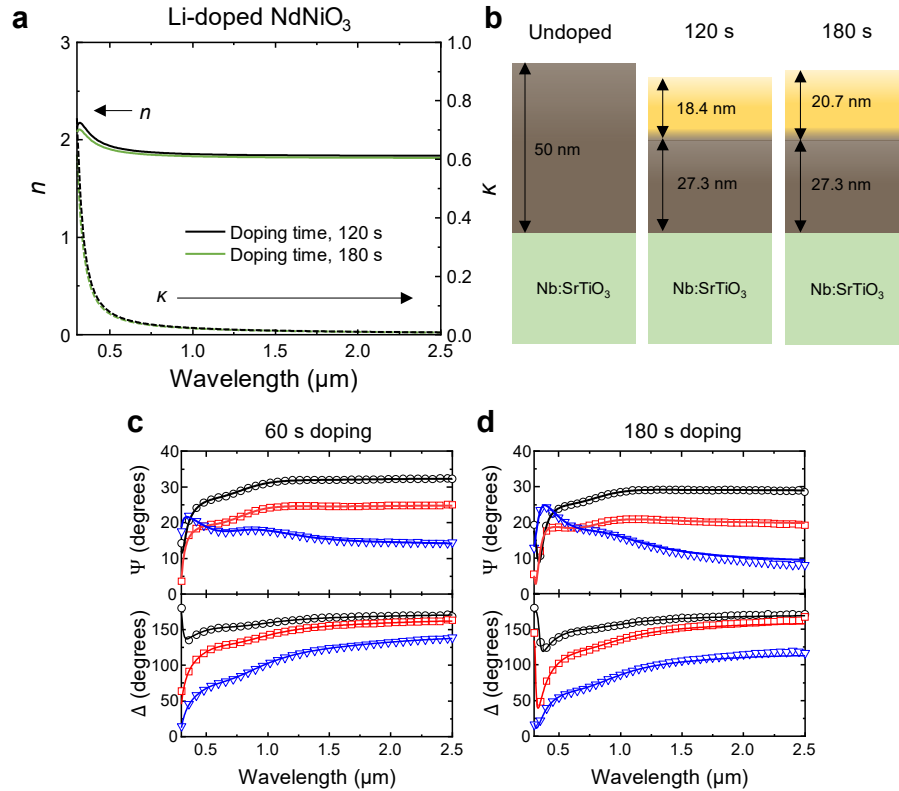 a
Li-doped NdNiO₃
3
2
1
0
n
1.0
0.8
0.6
0.4
0.2
0.0
κ
n
Doping time, 120 s
Doping time, 180 s
κ
0.5 1.0 1.5 2.0 2.5
Wavelength (µm)
b
Undoped 120 s 180 s
50 nm
18.4 nm
27.3 nm
20.7 nm
27.3 nm
Nb:SrTiO₃ Nb:SrTiO₃ Nb:SrTiO₃
c
60 s doping
40
30
20
10
0
Ψ (degrees)
150
100
50
0
Δ (degrees)
0.5 1.0 1.5 2.0 2.5
Wavelength (µm)
d
180 s doping
40
30
20
10
0
Ψ (degrees)
150
100
50
0
Δ (degrees)
0.5 1.0 1.5 2.0 2.5
Wavelength (µm)